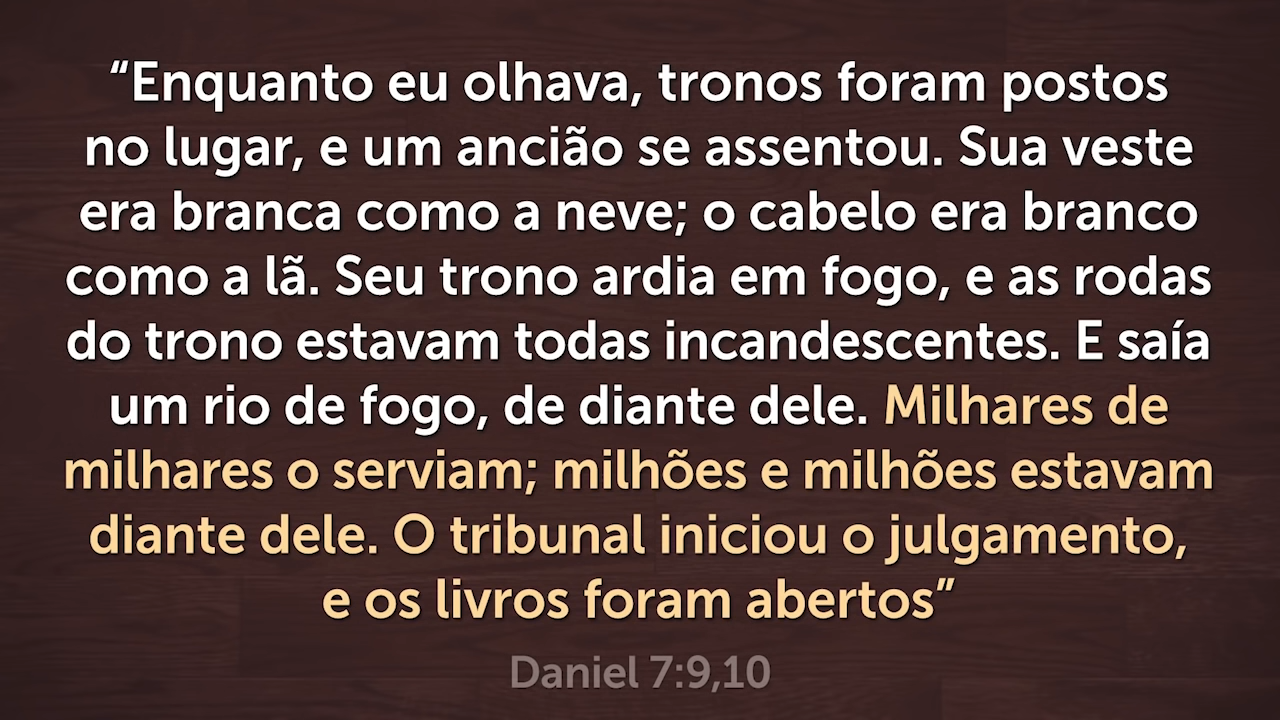 “Enquanto eu olhava, tronos foram postos
no lugar, e um ancião se assentou. Sua veste
era branca como a neve; o cabelo era branco
como a lã. Seu trono ardia em fogo, e as rodas
do trono estavam todas incandescentes. E saía
um rio de fogo, de diante dele. Milhares de
milhares o serviam; milhões e milhões estavam
diante dele. O tribunal iniciou o julgamento,
e os livros foram abertos”
Daniel 7:9,10